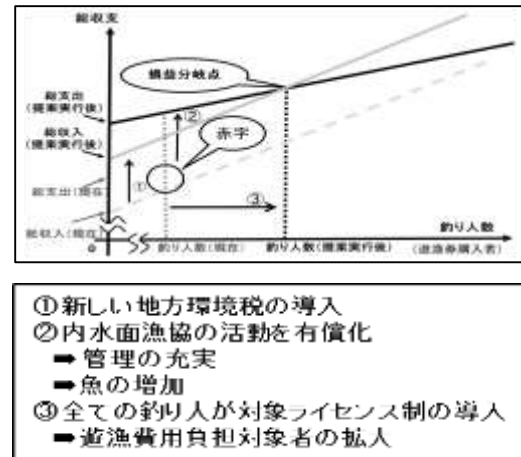 総収支
損益分岐点
総支出
(提案実行後)
②
赤字
総収入
(提案実行後)
①
総支出(現在)
③
総収入(現在)
釣り人数
0
釣り人数(現在)
釣り人数(提案実行後)
(遊漁券購入者)
①新しい地方環境税の導入
②内水面漁協の活動を有償化
➡管理の充実
➡魚の増加
③全ての釣り人が対象ライセンス制の導入
➡遊漁費用負担対象者の拡大